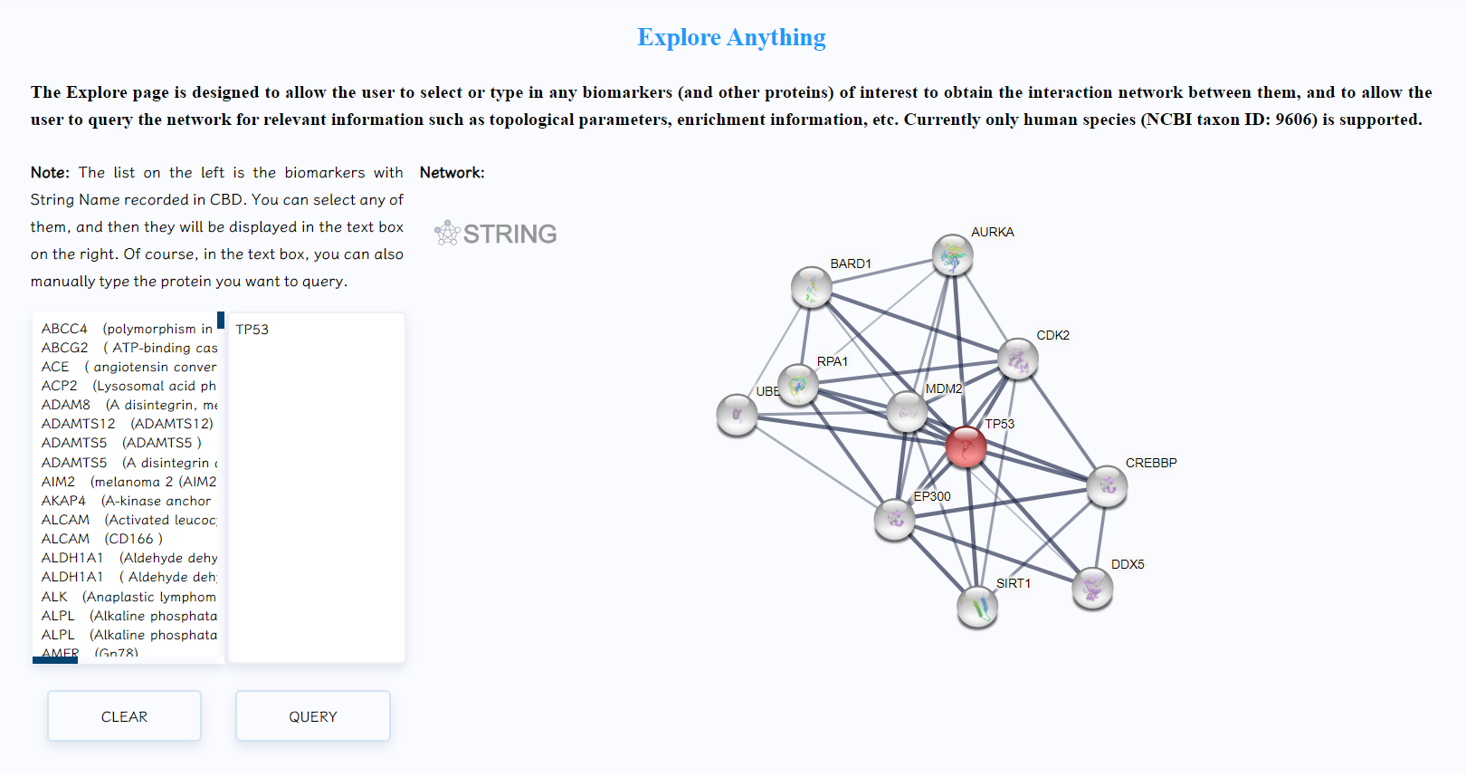 Explore Anything
The Explore page is designed to allow the user to select or type in any biomarkers (and other proteins) of interest to obtain the interaction network between them, and to allow the
user to query the network for relevant information such as topological parameters, enrichment information, etc. Currently only human species (NCBI taxon ID: 9606) is supported.
Note: The list on the left is the biomarkers with
String Name recorded in CBD. You can select any of
them, and then they will be displayed in the text box
on the right. Of course, in the text box, you can also
manually type the protein you want to query.
ABCC4 (polymorphism in
ABCG2 ( ATP-binding cas
ACE ( angiotensin conver
ACP2 (Lysosomal acid ph
ADAM8 (A disintegrin, me
ADAMTS12 (ADAMTS12)
ADAMTS5 (ADAMTS5 )
ADAMTS5 (A disintegrin
AIM2 (melanoma 2 (AIM2
AKAP4 (A-kinase anchor
ALCAM (Activated leucoc
ALCAM (CD166 )
ALDH1A1 (Aldehyde dehy
ALDH1A1 ( Aldehyde deh
ALK (Anaplastic lymphom
ALPL (Alkaline phosphata
ALPL (Alkaline phosphata
AMFR (Gp78)
TP53
CLEAR
QUERY
Network:
STRING
AURKA
BARD1
CDK2
RPA1
UBE
MDM2
TP53
CREBBP
EP300
DDX5
SIRT1